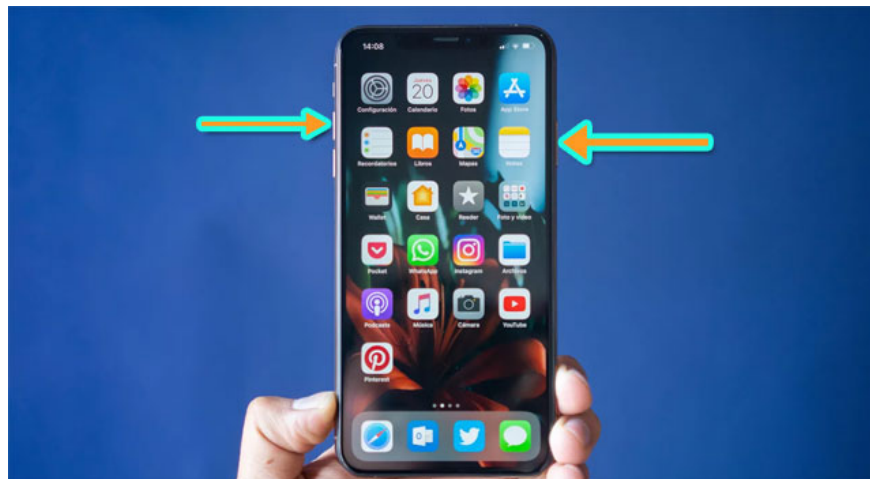 14:08
Jueves
20
Configuración
Calendario
Fotos
App Store
Recordatorios
Libros
Mapas
Notas
Wallet
Casa
Reeder
Foto y vídeo
Pocket
WhatsApp
Instagram
Archivos
Podcasts
Música
Cámara
YouTube
Pinterest